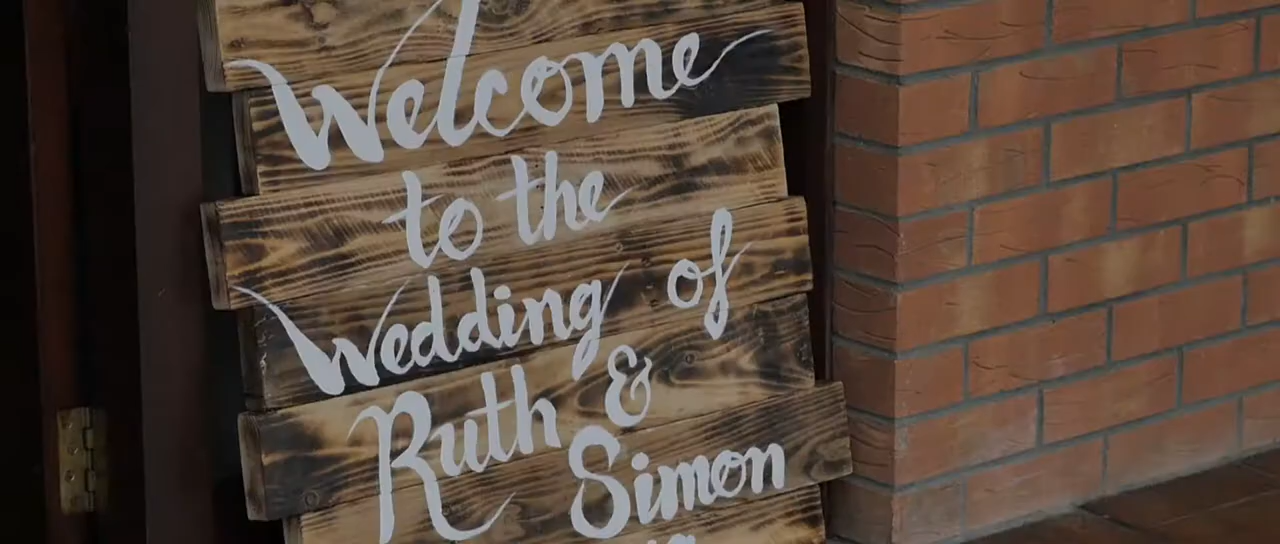 Welcome
to the
Wedding of
Ruth &
Simon